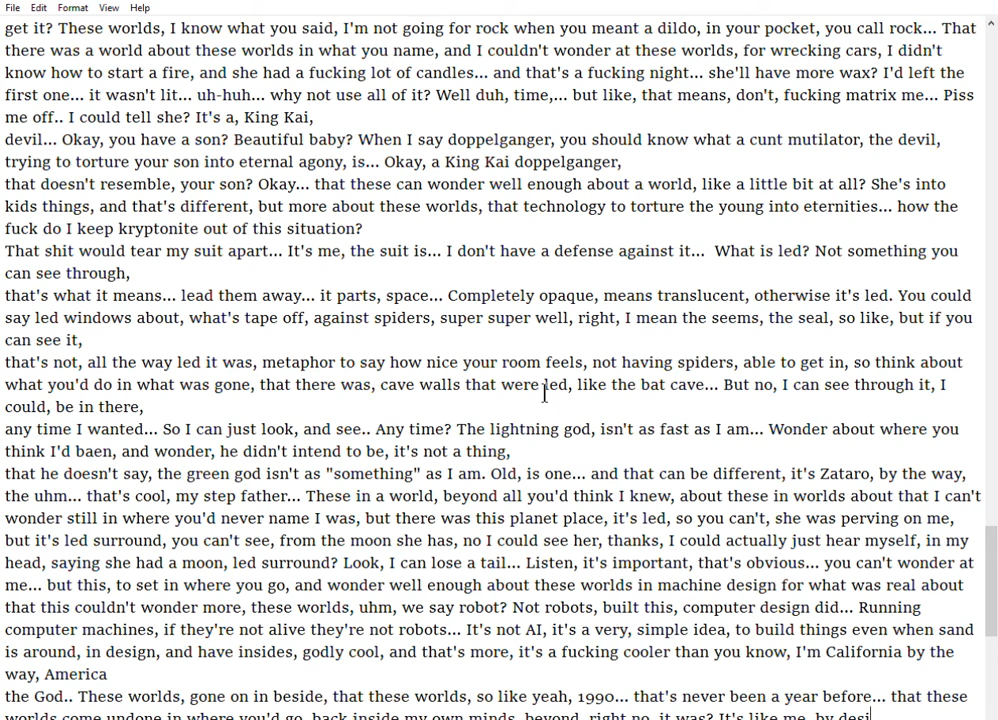 File Edit Format View Help
get it? These worlds, I know what you said, I'm not going for rock when you meant a dildo, in your pocket, you call rock... That
there was a world about these worlds in what you name, and I couldn't wonder at these worlds, for wrecking cars, I didn't
know how to start a fire, and she had a fucking lot of candles... and that's a fucking night... she'll have more wax? I'd left the
first one... it wasn't lit... uh-huh... why not use all of it? Well duh, time,... but like, that means, don't, fucking matrix me... Piss
me off.. I could tell she? It's a, King Kai,
devil... Okay, you have a son? Beautiful baby? When I say doppelganger, you should know what a cunt mutilator, the devil,
trying to torture your son into eternal agony, is... Okay, a King Kai doppelganger,
that doesn't resemble, your son? Okay... that these can wonder well enough about a world, like a little bit at all? She's into
kids things, and that's different, but more about these worlds, that technology to torture the young into eternities... how the
fuck do I keep kryptonite out of this situation?
That shit would tear my suit apart... It's me, the suit is... I don't have a defense against it...  What is led? Not something you
can see through,
that's what it means... lead them away... it parts, space... Completely opaque, means translucent, otherwise it's led. You could
say led windows about, what's tape off, against spiders, super super well, right, I mean the seems, the seal, so like, but if you
can see it,
that's not, all the way led it was, metaphor to say how nice your room feels, not having spiders, able to get in, so think about
what you'd do in what was gone, that there was, cave walls that were led, like the bat cave... But no, I can see through it, I
could, be in there,
any time I wanted... So I can just look, and see.. Any time? The lightning god, isn't as fast as I am... Wonder about where you
think I'd baen, and wonder, he didn't intend to be, it's not a thing,
that he doesn't say, the green god isn't as "something" as I am. Old, is one... and that can be different, it's Zataro, by the way,
the uhm... that's cool, my step father... These in a world, beyond all you'd think I knew, about these in worlds about that I can't
wonder still in where you'd never name I was, but there was this planet place, it's led, so you can't, she was perving on me,
but it's led surround, you can't see, from the moon she has, no I could see her, thanks, I could actually just hear myself, in my
head, saying she had a moon, led surround? Look, I can lose a tail... Listen, it's important, that's obvious... you can't wonder at
me... but this, to set in where you go, and wonder well enough about these worlds in machine design for what was real about
that this couldn't wonder more, these worlds, uhm, we say robot? Not robots, built this, computer design did... Running
computer machines, if they're not alive they're not robots... It's not AI, it's a very, simple idea, to build things even when sand
is around, in design, and have insides, godly cool, and that's more, it's a fucking cooler than you know, I'm California by the
way, America
the God.. These worlds, gone on in beside, that these worlds, so like yeah, 1990... that's never been a year before... that these
worlds come undone in where you'd go, back inside my own minds, beyond, right no, it was? It's like me, by desi